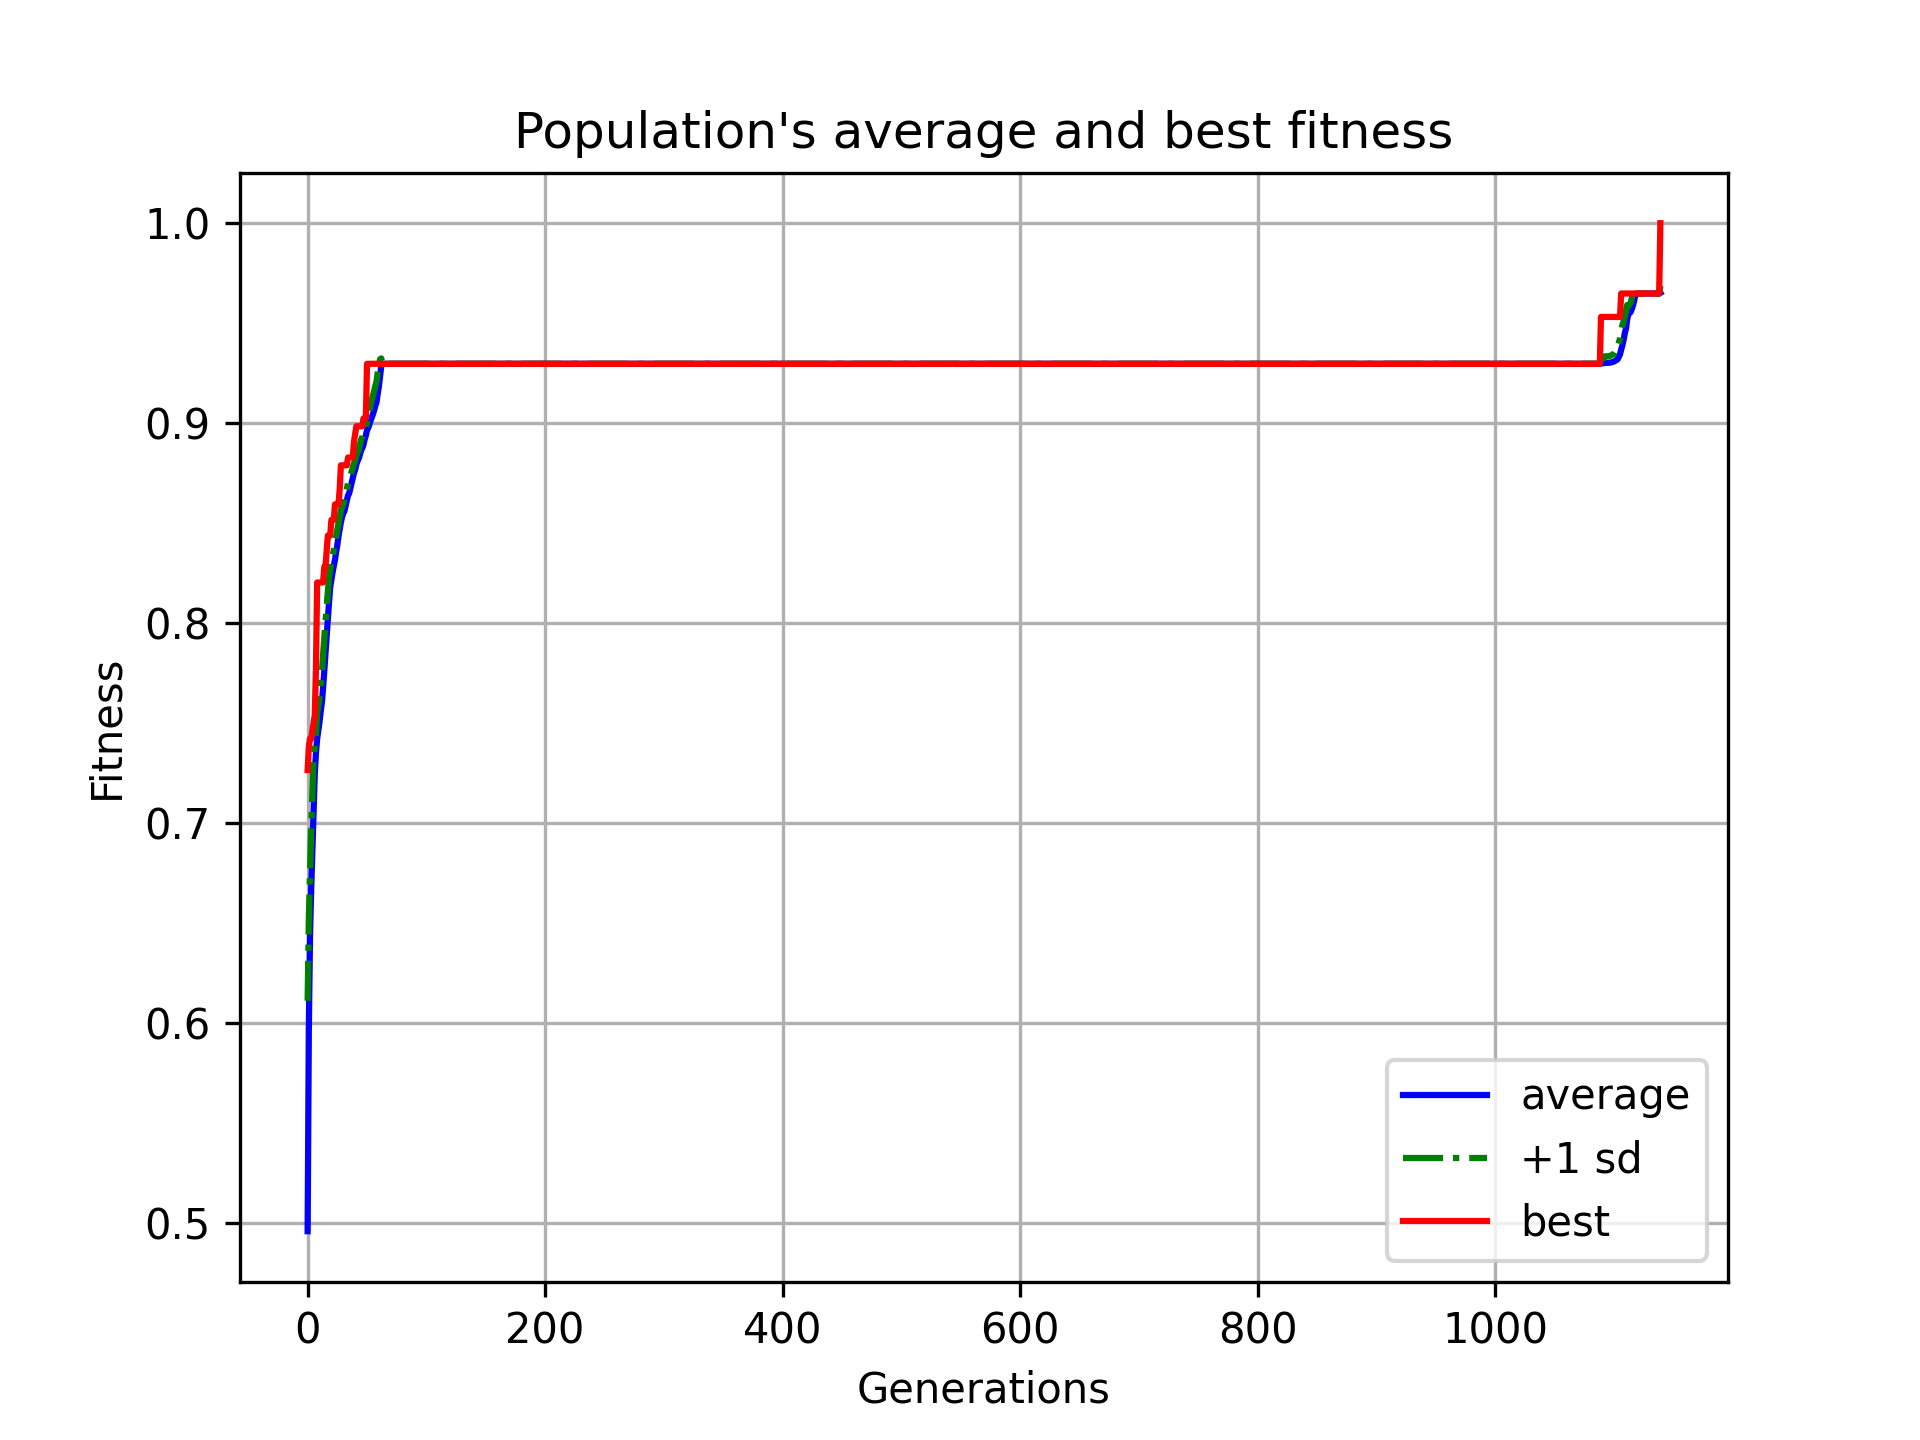 Population's average and best fitness
1.0
0.9
0.8
0.7
0.6
0.5
Fitness
average
+1 sd
best
0 200 400 600 800 1000
Generations